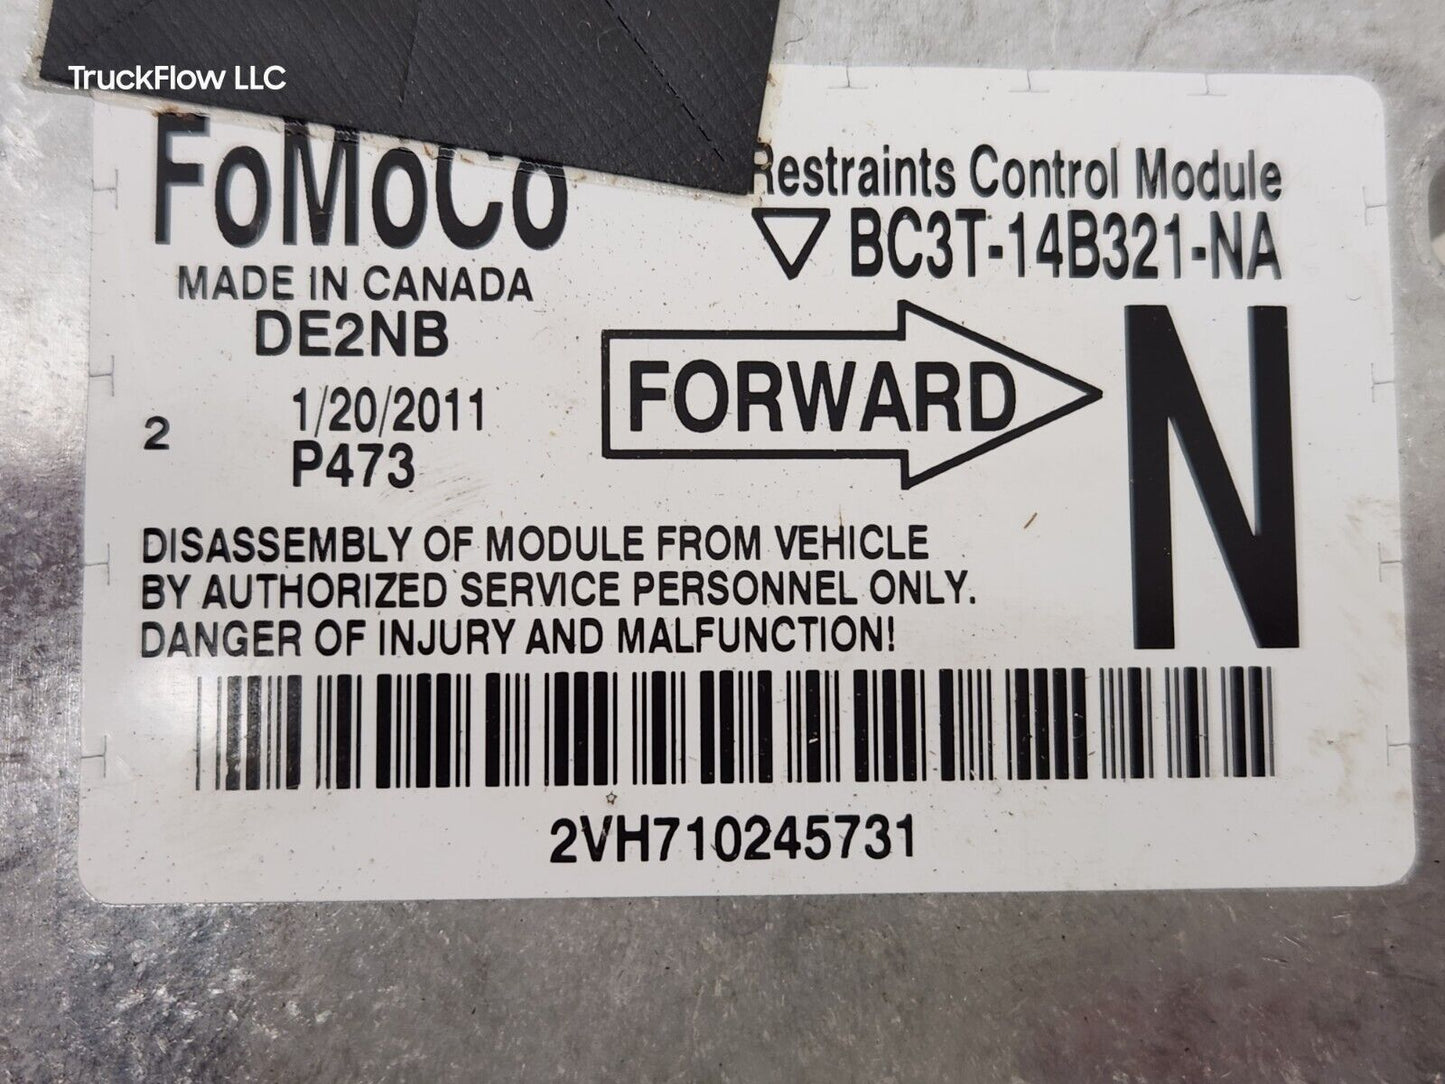 TruckFlow LLC
FoMoCo
MADE IN CANADA
DE2NB
2
1/20/2011
P473
Restraints Control Module
BC3T-14B321-NA
FORWARD
N
DISASSEMBLY OF MODULE FROM VEHICLE
BY AUTHORIZED SERVICE PERSONNEL ONLY.
DANGER OF INJURY AND MALFUNCTION!
2VH710245731